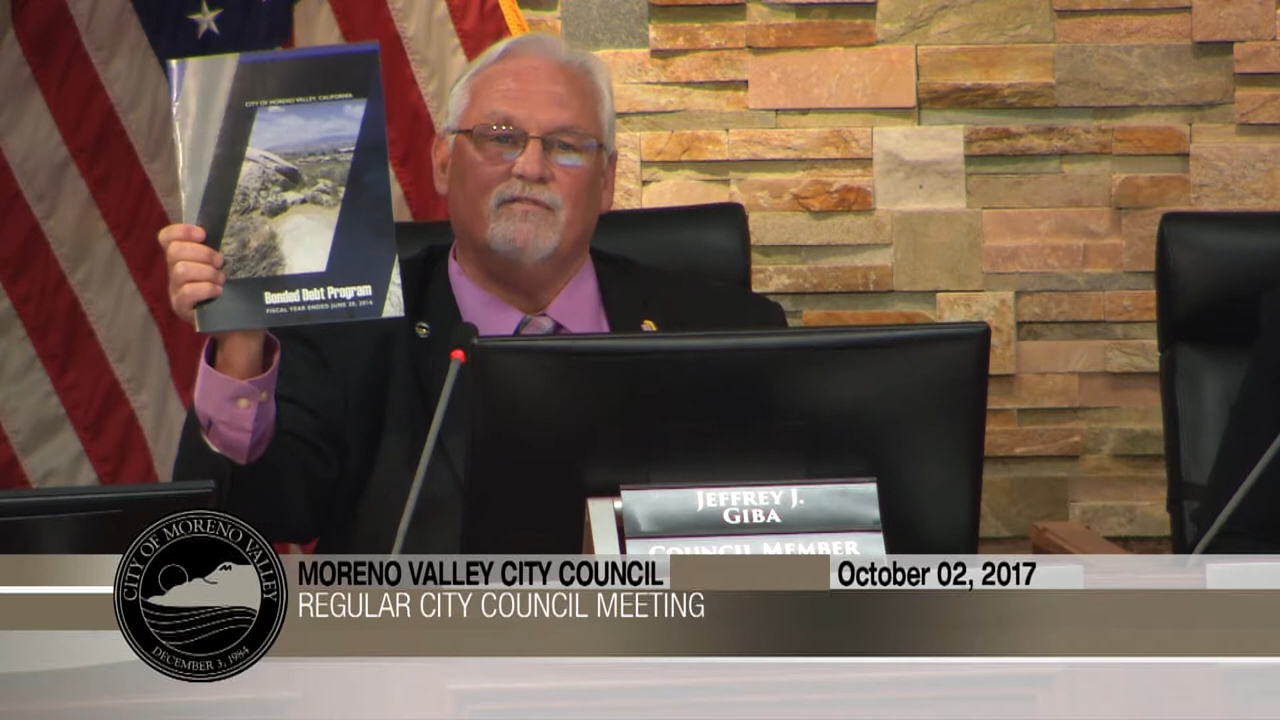 CITY OF MORENO VALLEY, CALIFORNIA
Bonded Debt Program
FISCAL YEAR ENDED JUNE 30, 2016
JEFFREY J.
GIBA
COUNCIL MEMBER
MORENO VALLEY CITY COUNCIL
October 02, 2017
REGULAR CITY COUNCIL MEETING
CITY OF MORENO VALLEY
DECEMBER 3, 1984